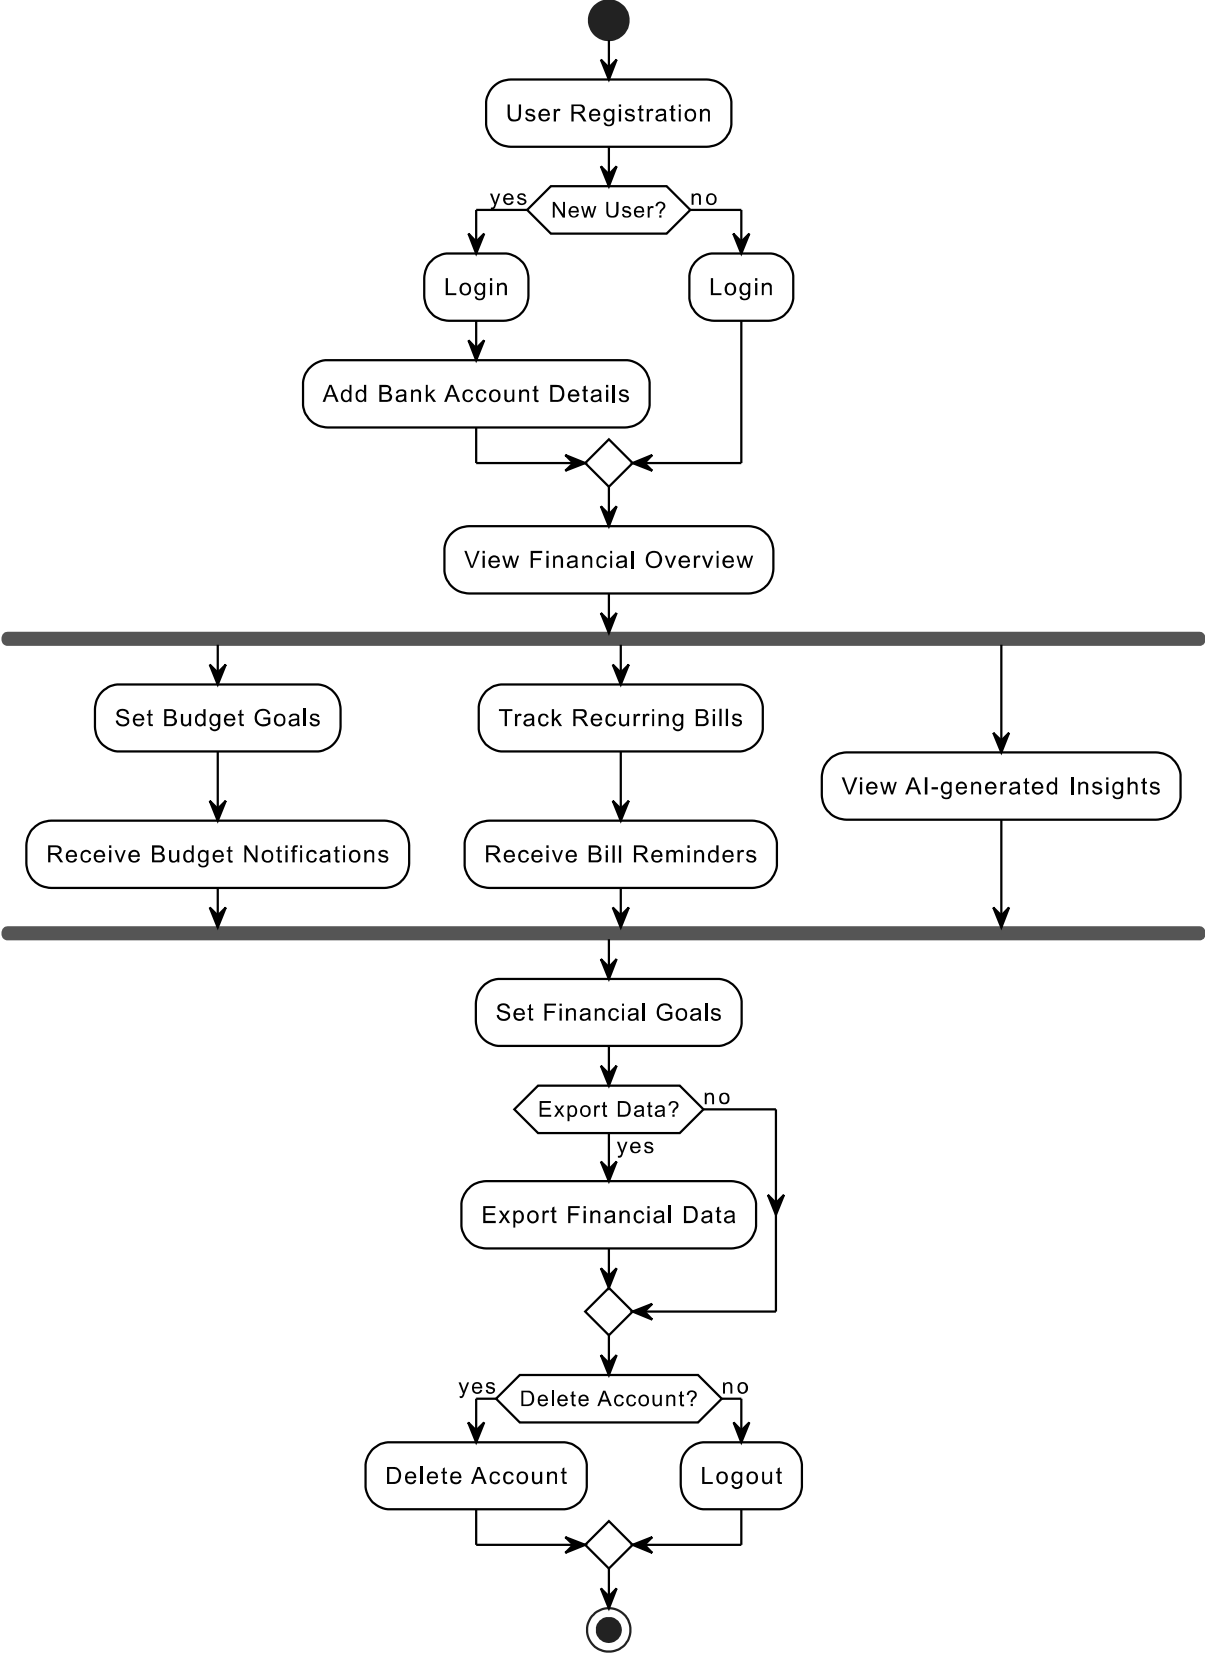 User Registration
yes
New User?
no
Login
Login
Add Bank Account Details
View Financial Overview
Set Budget Goals
Track Recurring Bills
View AI-generated Insights
Receive Budget Notifications
Receive Bill Reminders
Set Financial Goals
Export Data?
no
yes
Export Financial Data
yes
Delete Account?
no
Delete Account
Logout